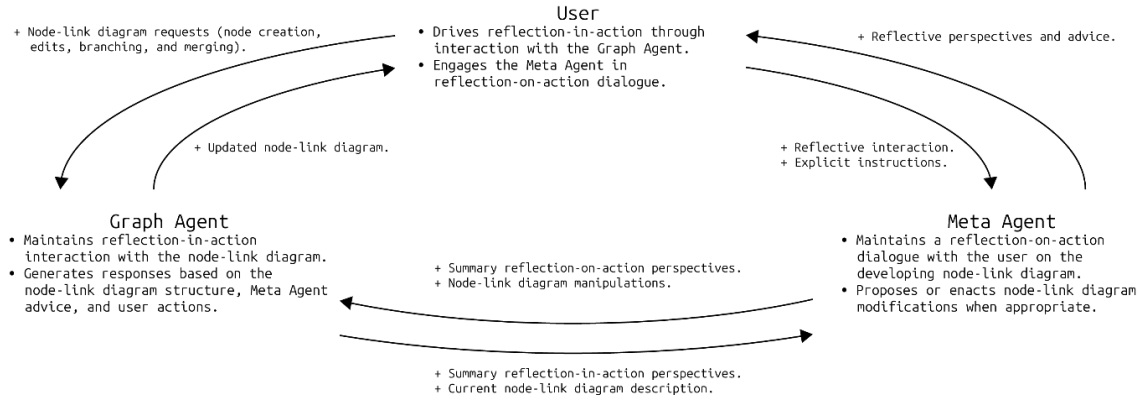 User
• Drives reflection-in-action through
interaction with the Graph Agent.
• Engages the Meta Agent in
reflection-on-action dialogue.
+ Node-link diagram requests (node creation,
edits, branching, and merging).
+ Reflective perspectives and advice.
+ Updated node-link diagram.
+ Reflective interaction.
+ Explicit instructions.
Graph Agent
• Maintains reflection-in-action
interaction with the node-link diagram.
• Generates responses based on the
node-link diagram structure, Meta Agent
advice, and user actions.
Meta Agent
• Maintains a reflection-on-action
dialogue with the user on the
developing node-link diagram.
• Proposes or enacts node-link diagram
modifications when appropriate.
+ Summary reflection-on-action perspectives.
+ Node-link diagram manipulations.
+ Summary reflection-in-action perspectives.
+ Current node-link diagram description.